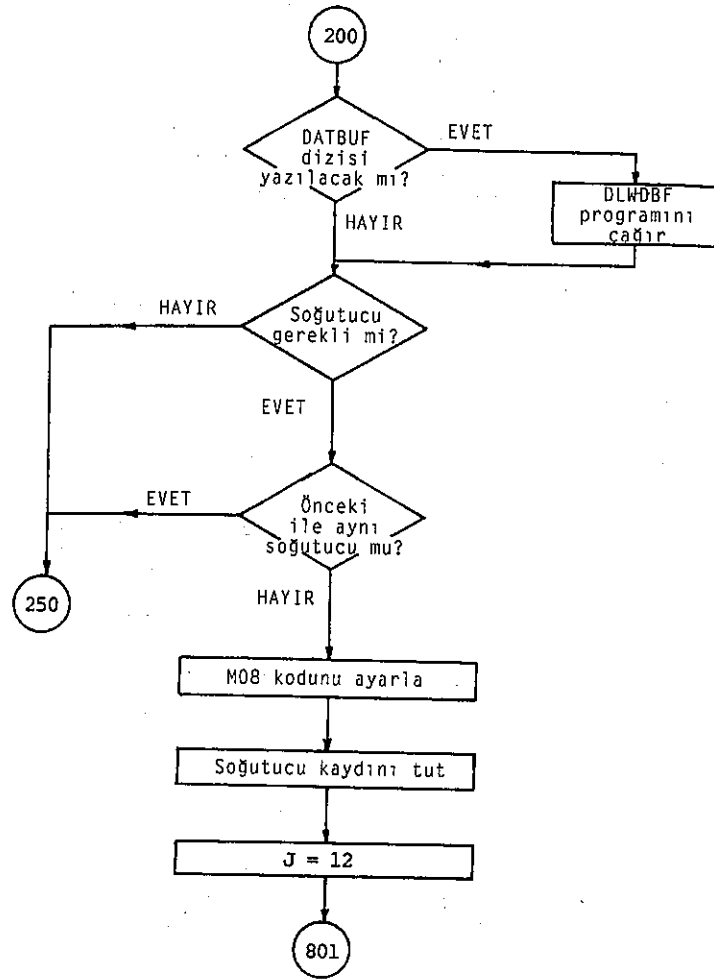 200
DATBUF
dizisi
yazılacak mı?
EVET
DLWDBF
programını
çağır
HAYIR
HAYIR
Soğutucu
gerekli mi?
EVET
EVET
Önceki
ile aynı
soğutucu mu?
250
HAYIR
M08 kodunu ayarla
Soğutucu kaydını tut
J = 12
801